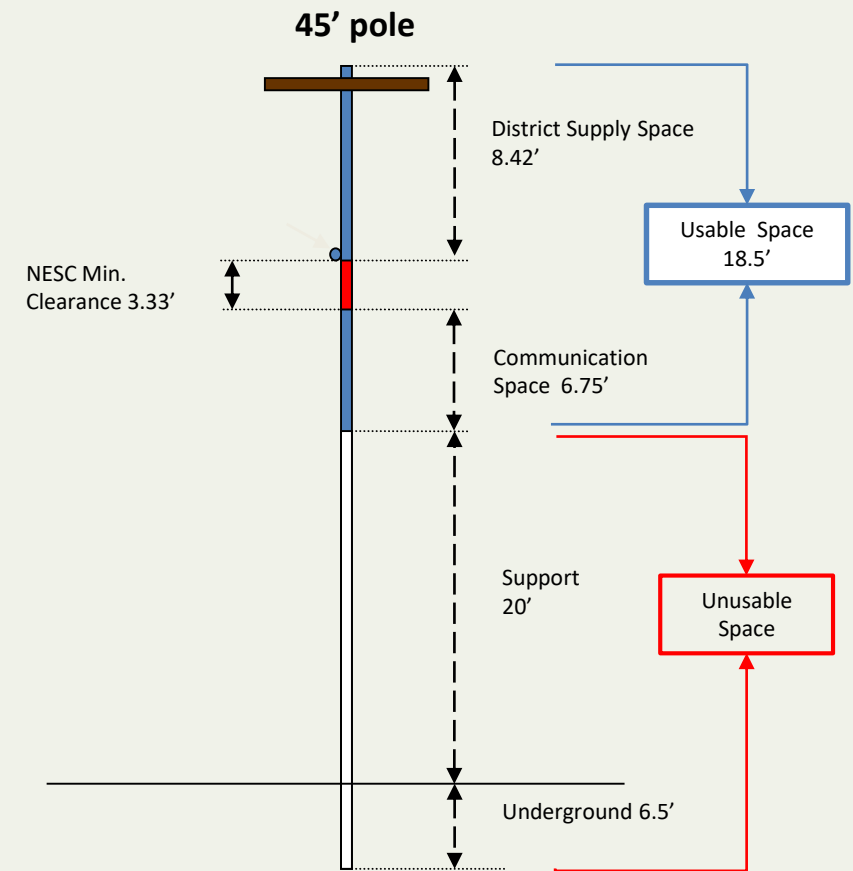 45’ pole
District Supply Space
8.42’
Usable Space
18.5’
NESC Min.
Clearance 3.33’
Communication
Space 6.75’
Support
20’
Unusable
Space
Underground 6.5’